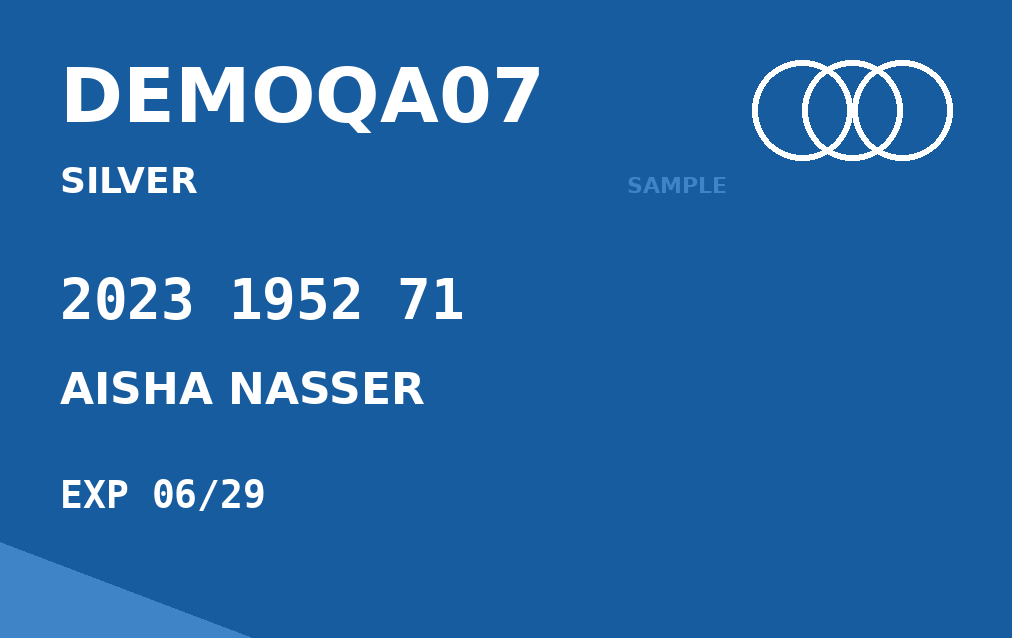 DEMOQA07
SILVER
SAMPLE
2023 1952 71
AISHA NASSER
EXP 06/29